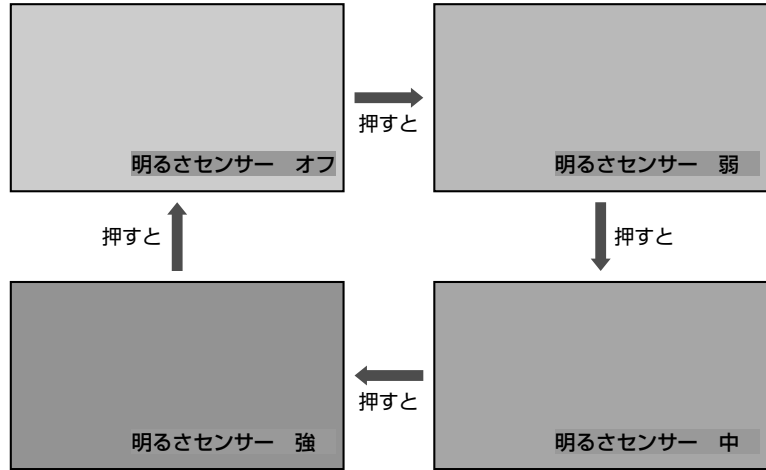 明るさセンサー　オフ
押すと
明るさセンサー　弱
押すと
押すと
明るさセンサー　強
押すと
明るさセンサー　中